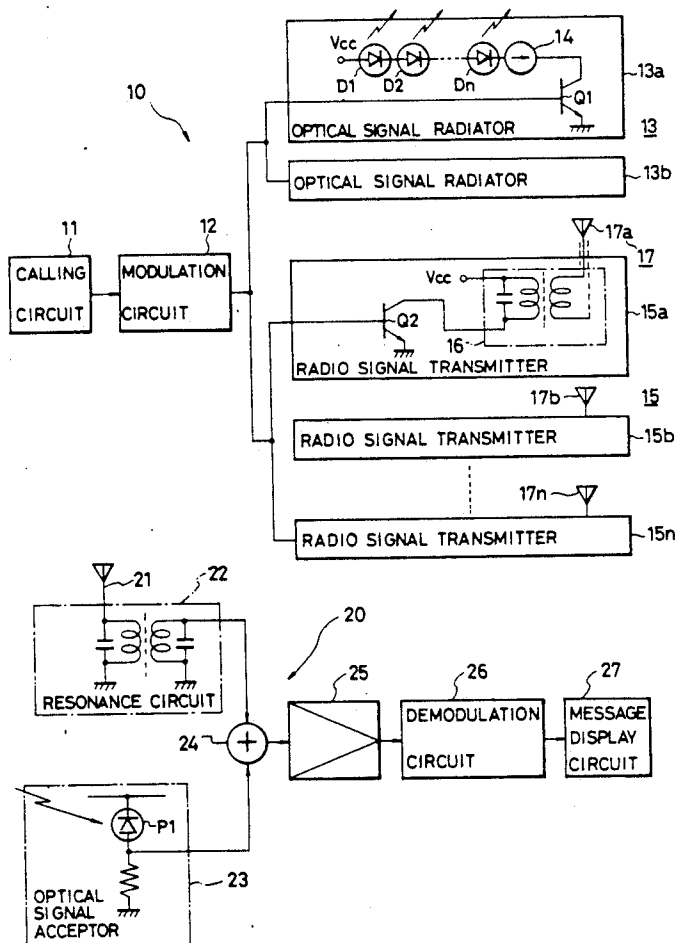 10
Vcc
D1
D2
Dn
14
Q1
13a
OPTICAL SIGNAL RADIATOR
13
OPTICAL SIGNAL RADIATOR
13b
11
CALLING
CIRCUIT
12
MODULATION
CIRCUIT
17a
17
Vcc
Q2
16
15a
RADIO SIGNAL TRANSMITTER
17b
15
RADIO SIGNAL TRANSMITTER
15b
17n
RADIO SIGNAL TRANSMITTER
15n
21
22
RESONANCE CIRCUIT
20
24
25
26
DEMODULATION
CIRCUIT
27
MESSAGE
DISPLAY
CIRCUIT
P1
23
OPTICAL
SIGNAL
ACCEPTOR